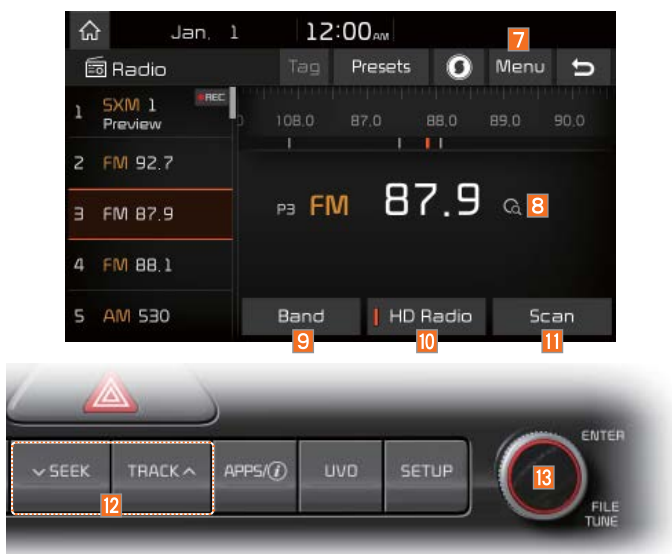 Jan. 1 12:00AM
7
Radio Tag Presets Menu
1 SXM 1 REC
Preview
108.0 87.0 88.0 89.0 90.0
2 FM 92.7
3 FM 87.9
P3 FM 87.9 8
4 FM 88.1
5 AM 530
Band HD Radio Scan
9 10 11
ENTER
SEEK TRACK APPS/i UVO SETUP
13
12
FILE
TUNE